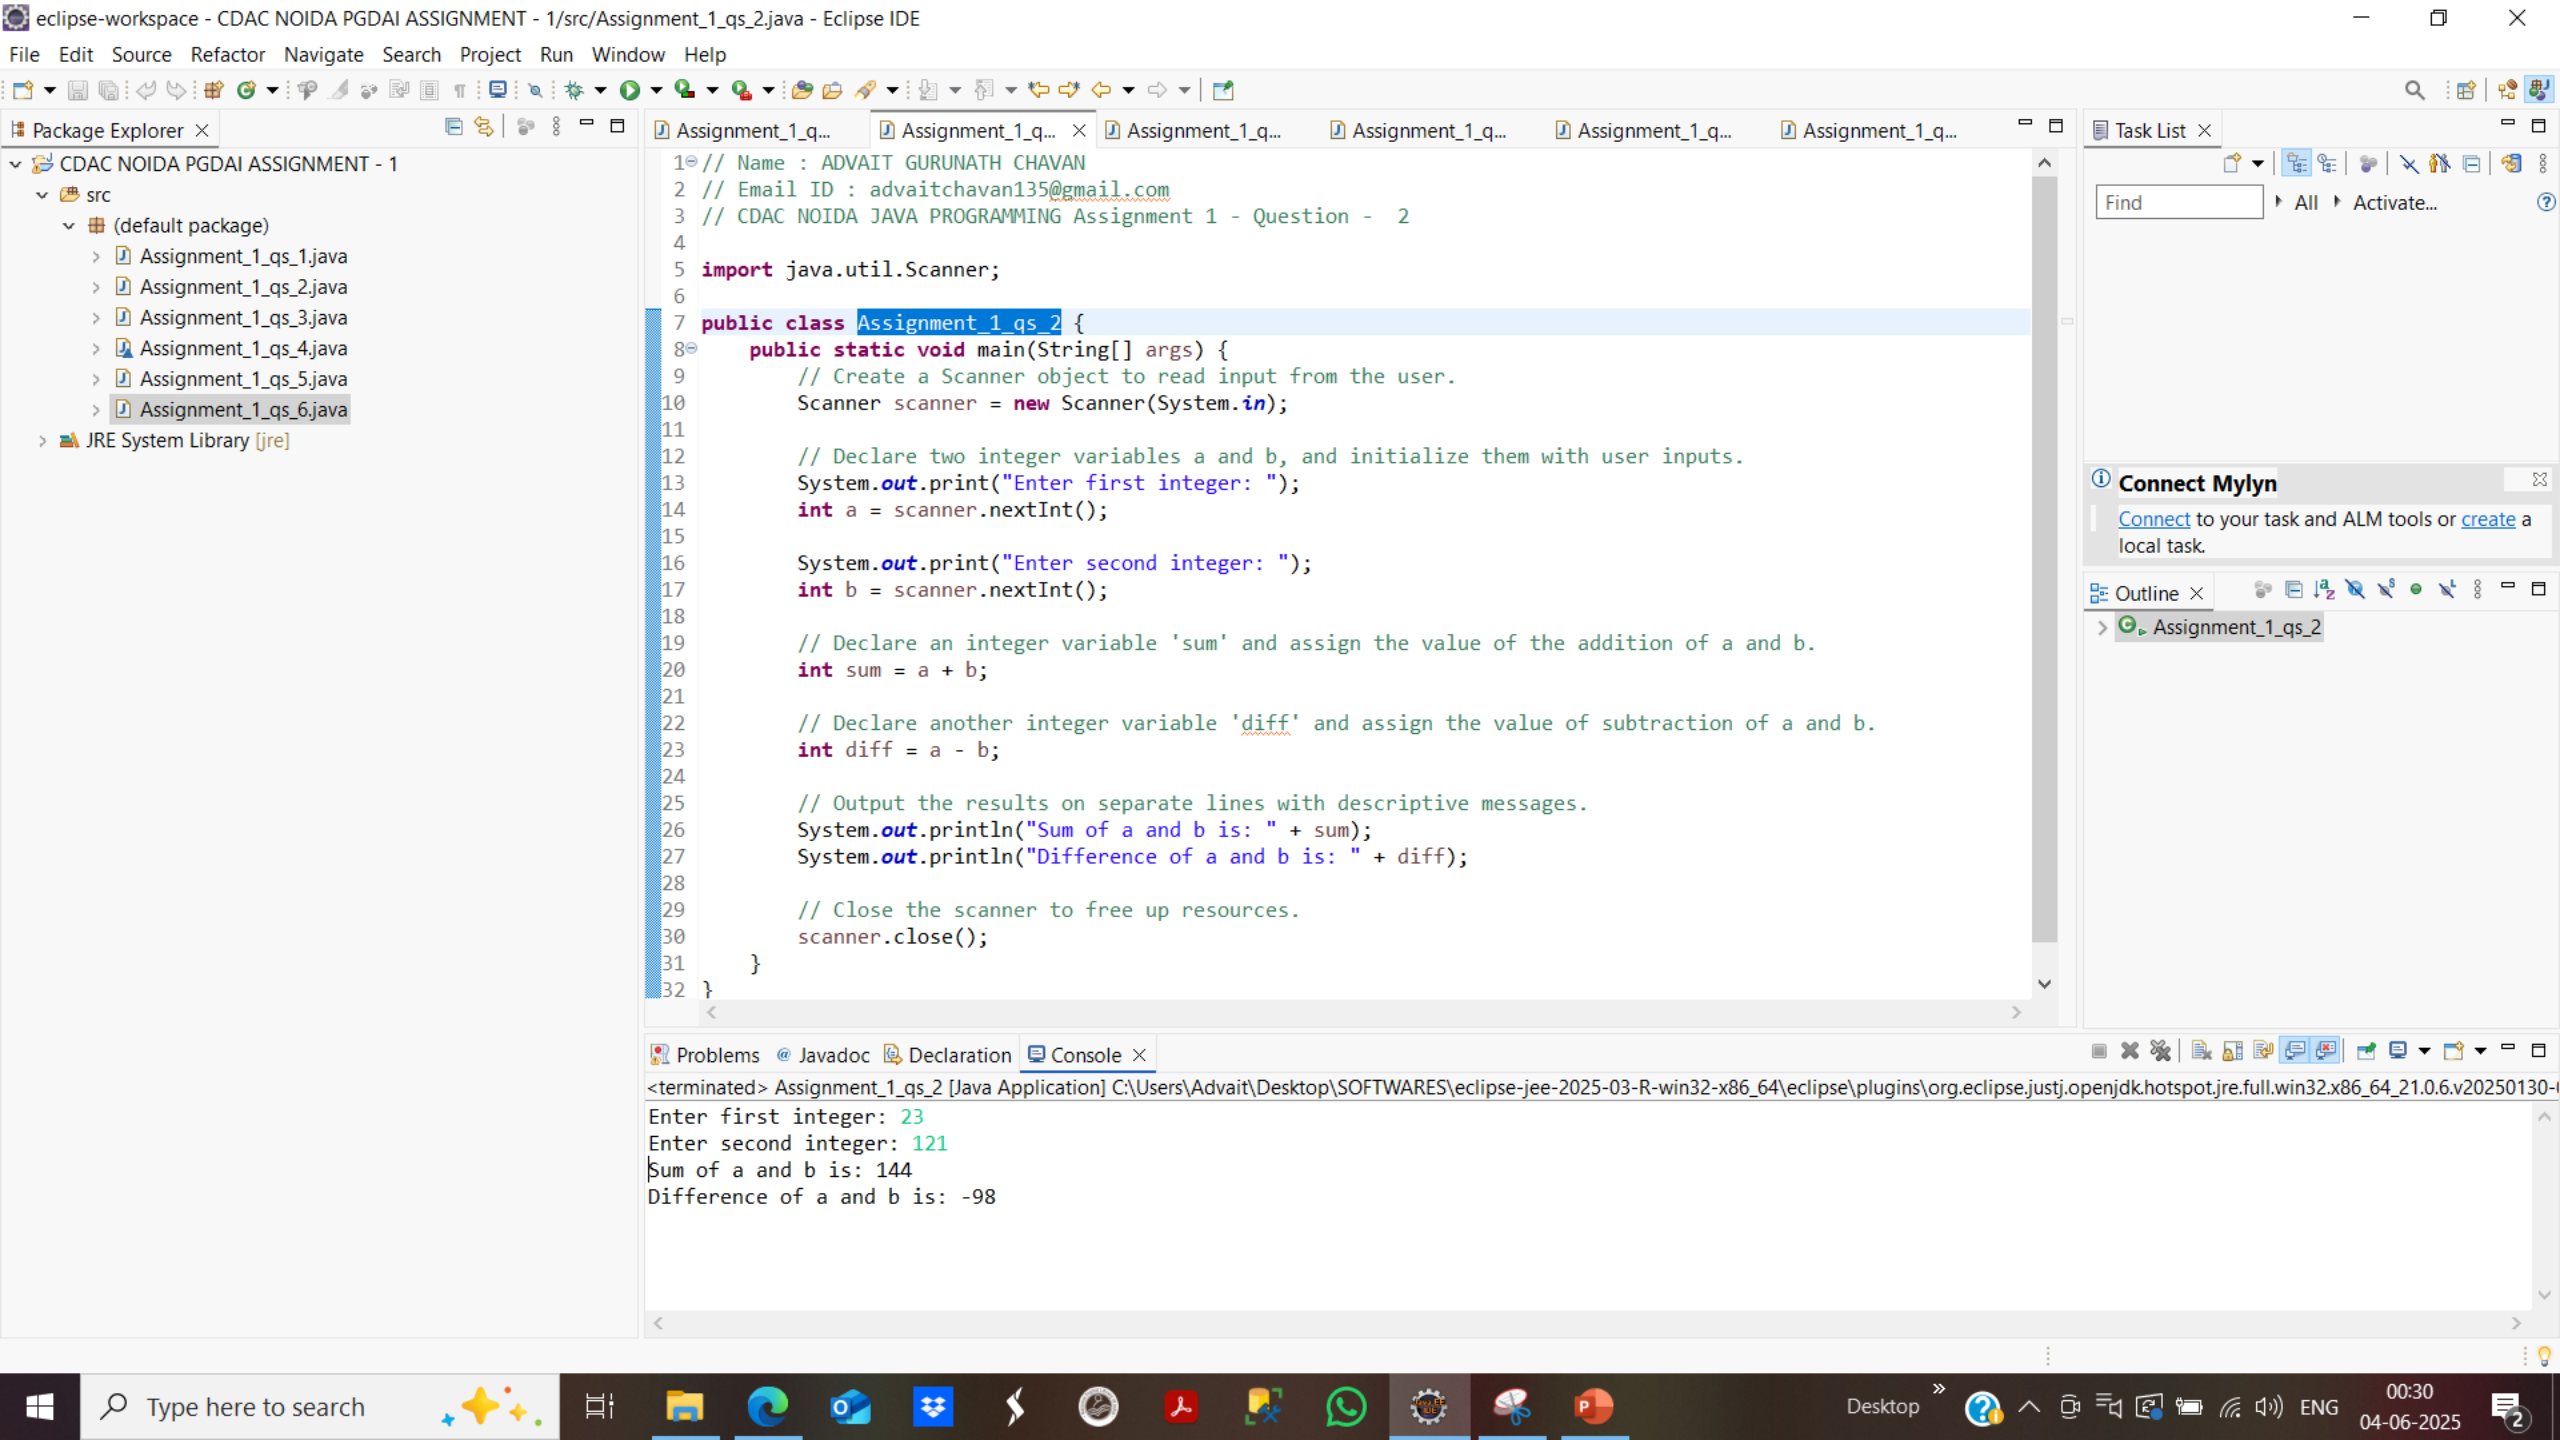 eclipse-workspace - CDAC NOIDA PGDAI ASSIGNMENT - 1/src/Assignment_1_qs_2.java - Eclipse IDE
File Edit Source Refactor Navigate Search Project Run Window Help
Package Explorer
CDAC NOIDA PGDAI ASSIGNMENT - 1
src
(default package)
Assignment_1_qs_1.java
Assignment_1_qs_2.java
Assignment_1_qs_3.java
Assignment_1_qs_4.java
Assignment_1_qs_5.java
Assignment_1_qs_6.java
JRE System Library [jre]
Assignment_1_q... Assignment_1_q... Assignment_1_q... Assignment_1_q... Assignment_1_q... Assignment_1_q...
1 // Name : ADVAIT GURUNATH CHAVAN
2 // Email ID : advaitchavan135@gmail.com
3 // CDAC NOIDA JAVA PROGRAMMING Assignment 1 - Question -  2
4
5 import java.util.Scanner;
6
7 public class Assignment_1_qs_2 {
8     public static void main(String[] args) {
9         // Create a Scanner object to read input from the user.
10         Scanner scanner = new Scanner(System.in);
11
12         // Declare two integer variables a and b, and initialize them with user inputs.
13         System.out.print("Enter first integer: ");
14         int a = scanner.nextInt();
15
16         System.out.print("Enter second integer: ");
17         int b = scanner.nextInt();
18
19         // Declare an integer variable 'sum' and assign the value of the addition of a and b.
20         int sum = a + b;
21
22         // Declare another integer variable 'diff' and assign the value of subtraction of a and b.
23         int diff = a - b;
24
25         // Output the results on separate lines with descriptive messages.
26         System.out.println("Sum of a and b is: " + sum);
27         System.out.println("Difference of a and b is: " + diff);
28
29         // Close the scanner to free up resources.
30         scanner.close();
31     }
32 }
Task List
Find All Activate...
Connect Mylyn
Connect to your task and ALM tools or create a
local task.
Outline
Assignment_1_qs_2
Problems Javadoc Declaration Console
<terminated> Assignment_1_qs_2 [Java Application] C:\Users\Advait\Desktop\SOFTWARES\eclipse-jee-2025-03-R-win32-x86_64\eclipse\plugins\org.eclipse.justj.openjdk.hotspot.jre.full.win32.x86_64_21.0.6.v20250130-
Enter first integer: 23
Enter second integer: 121
Sum of a and b is: 144
Difference of a and b is: -98
Type here to search
Desktop
ENG
00:30
04-06-2025
2